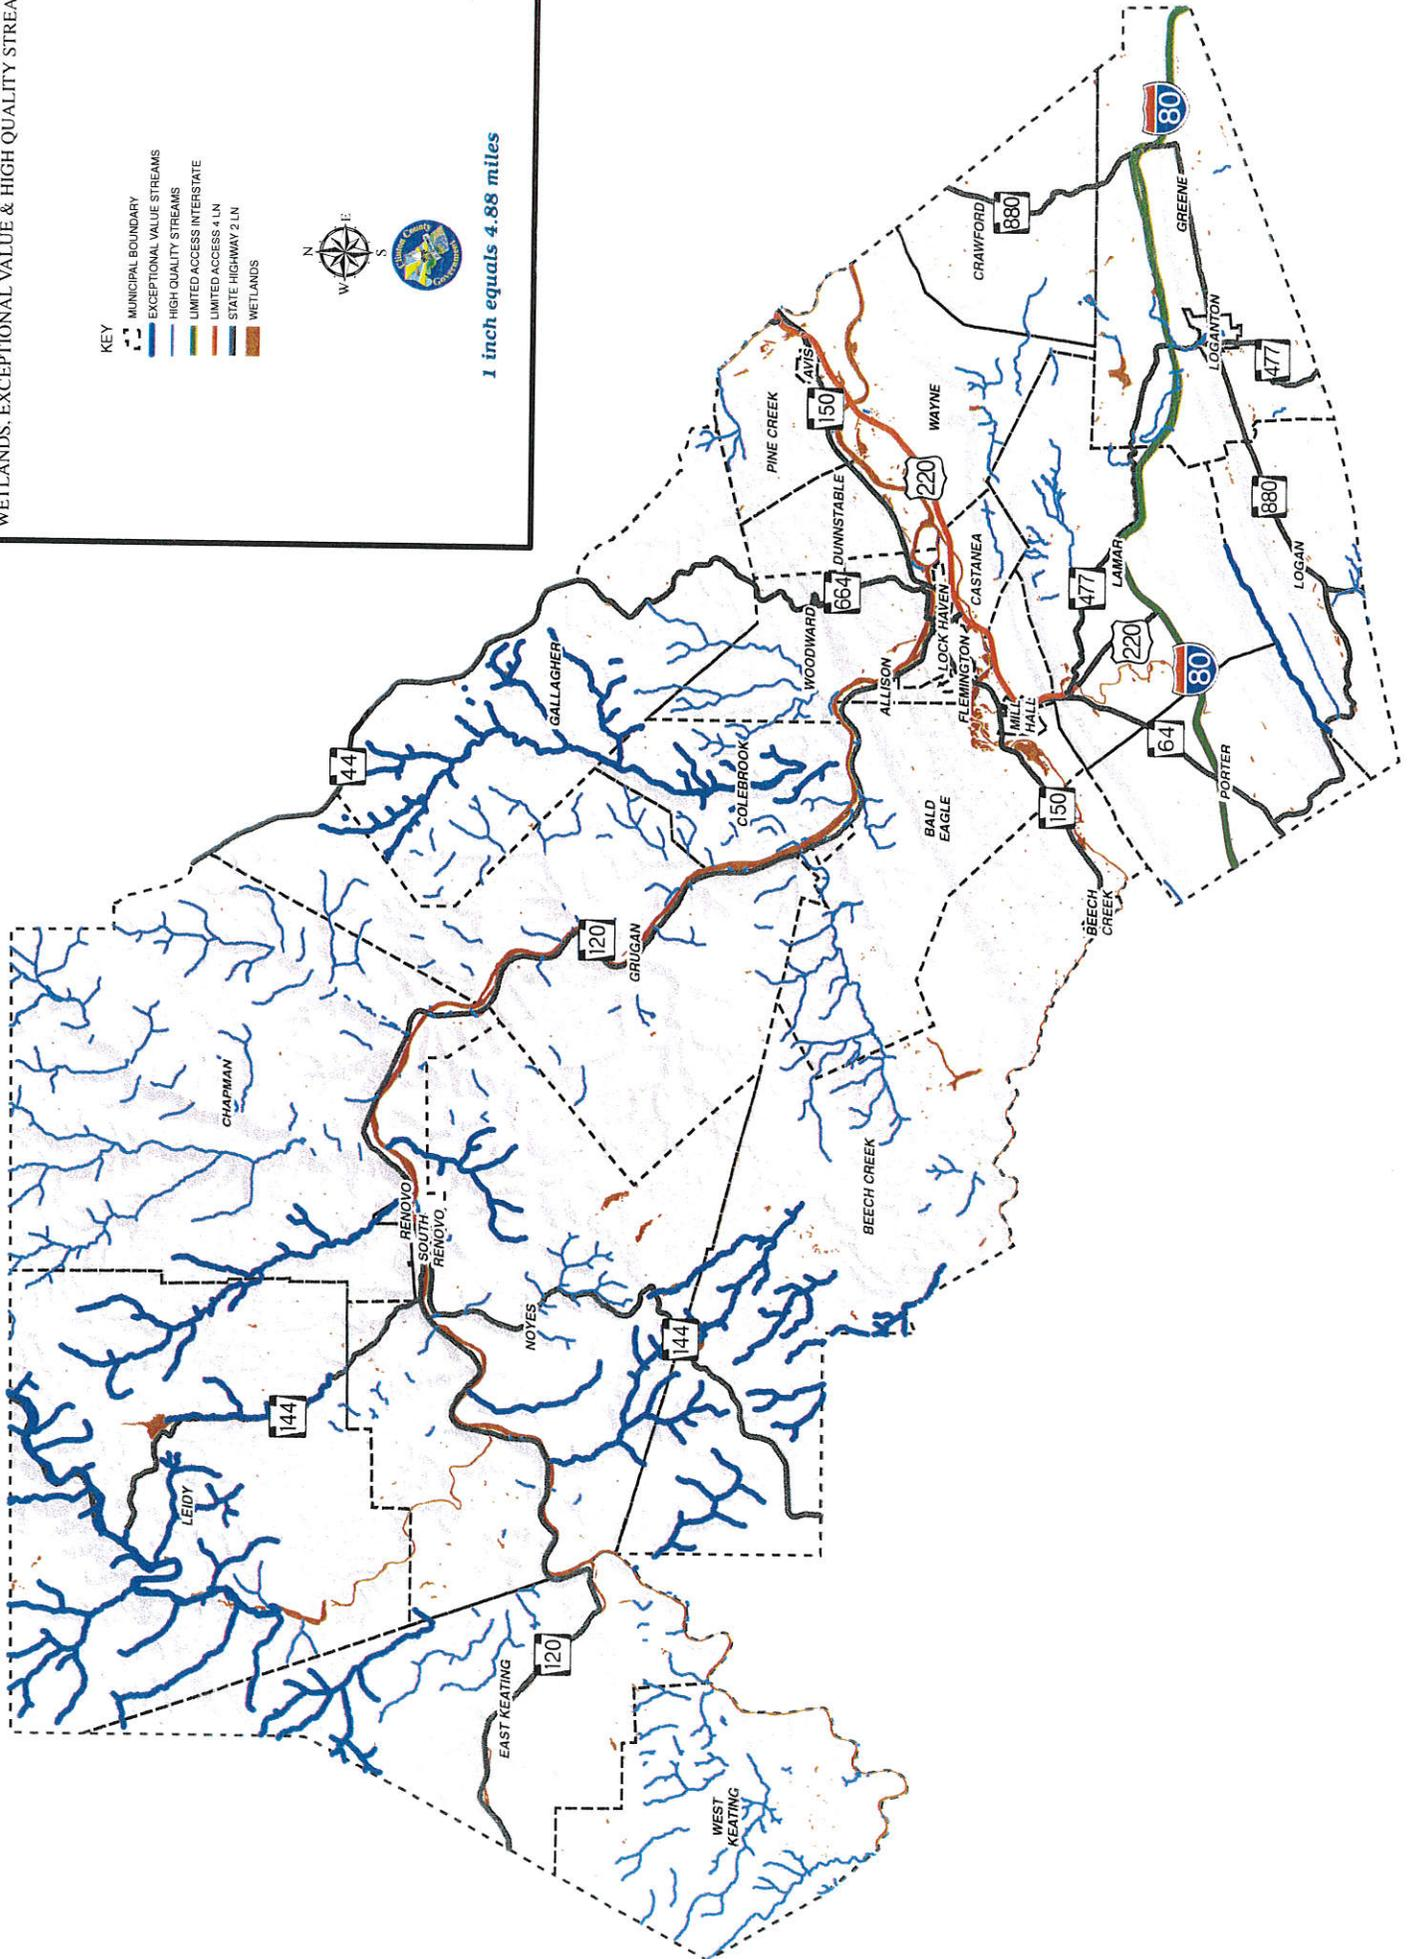 WETLANDS, EXCEPTIONAL VALUE & HIGH QUALITY
KEY
MUNICIPAL BOUNDARY
EXCEPTIONAL VALUE STREAMS
HIGH QUALITY STREAMS
LIMITED ACCESS INTERSTATE
LIMITED ACCESS 4 LN
STATE HIGHWAY 2 LN
WETLANDS
N
W
E
S
Clinton County
Government
1 inch equals 4.88 miles
LEIDY
144
CHAPMAN
44
EAST KEATING
120
RENOVO
SOUTH
RENOVO
NOYES
144
GRUGAN
120
GALLAGHER
COLEBROOK
WEST
KEATING
BEECH CREEK
WOODWARD
664
DUNNSTABLE
PINE CREEK
AVIS
150
WAYNE
220
ALLISON
LOCK HAVEN
CASTANEA
FLEMINGTON
MILL
HALL
BALD
EAGLE
150
BEECH
CREEK
CRAWFORD
880
80
GREENE
LOGANTON
477
477
LAMAR
220
80
64
PORTER
880
LOGAN